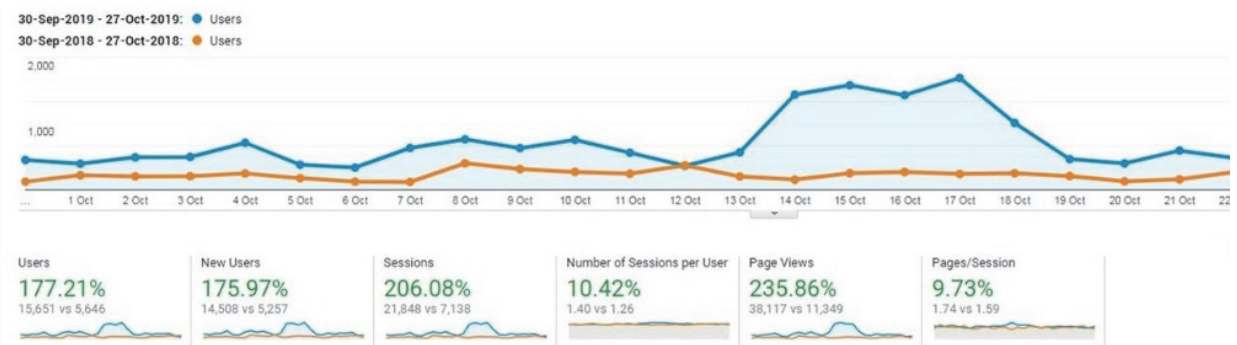 30-Sep-2019 - 27-Oct-2019: Users
30-Sep-2018 - 27-Oct-2018: Users
2,000
1,000
... 1 Oct 2 Oct 3 Oct 4 Oct 5 Oct 6 Oct 7 Oct 8 Oct 9 Oct 10 Oct 11 Oct 12 Oct 13 Oct 14 Oct 15 Oct 16 Oct 17 Oct 18 Oct 19 Oct 20 Oct 21 Oct 22
Users New Users Sessions Number of Sessions per User Page Views Pages/Session
177.21% 175.97% 206.08% 10.42% 235.86% 9.73%
15,651 vs 5,646 14,508 vs 5,257 21,848 vs 7,138 1.40 vs 1.26 38,117 vs 11,349 1.74 vs 1.59